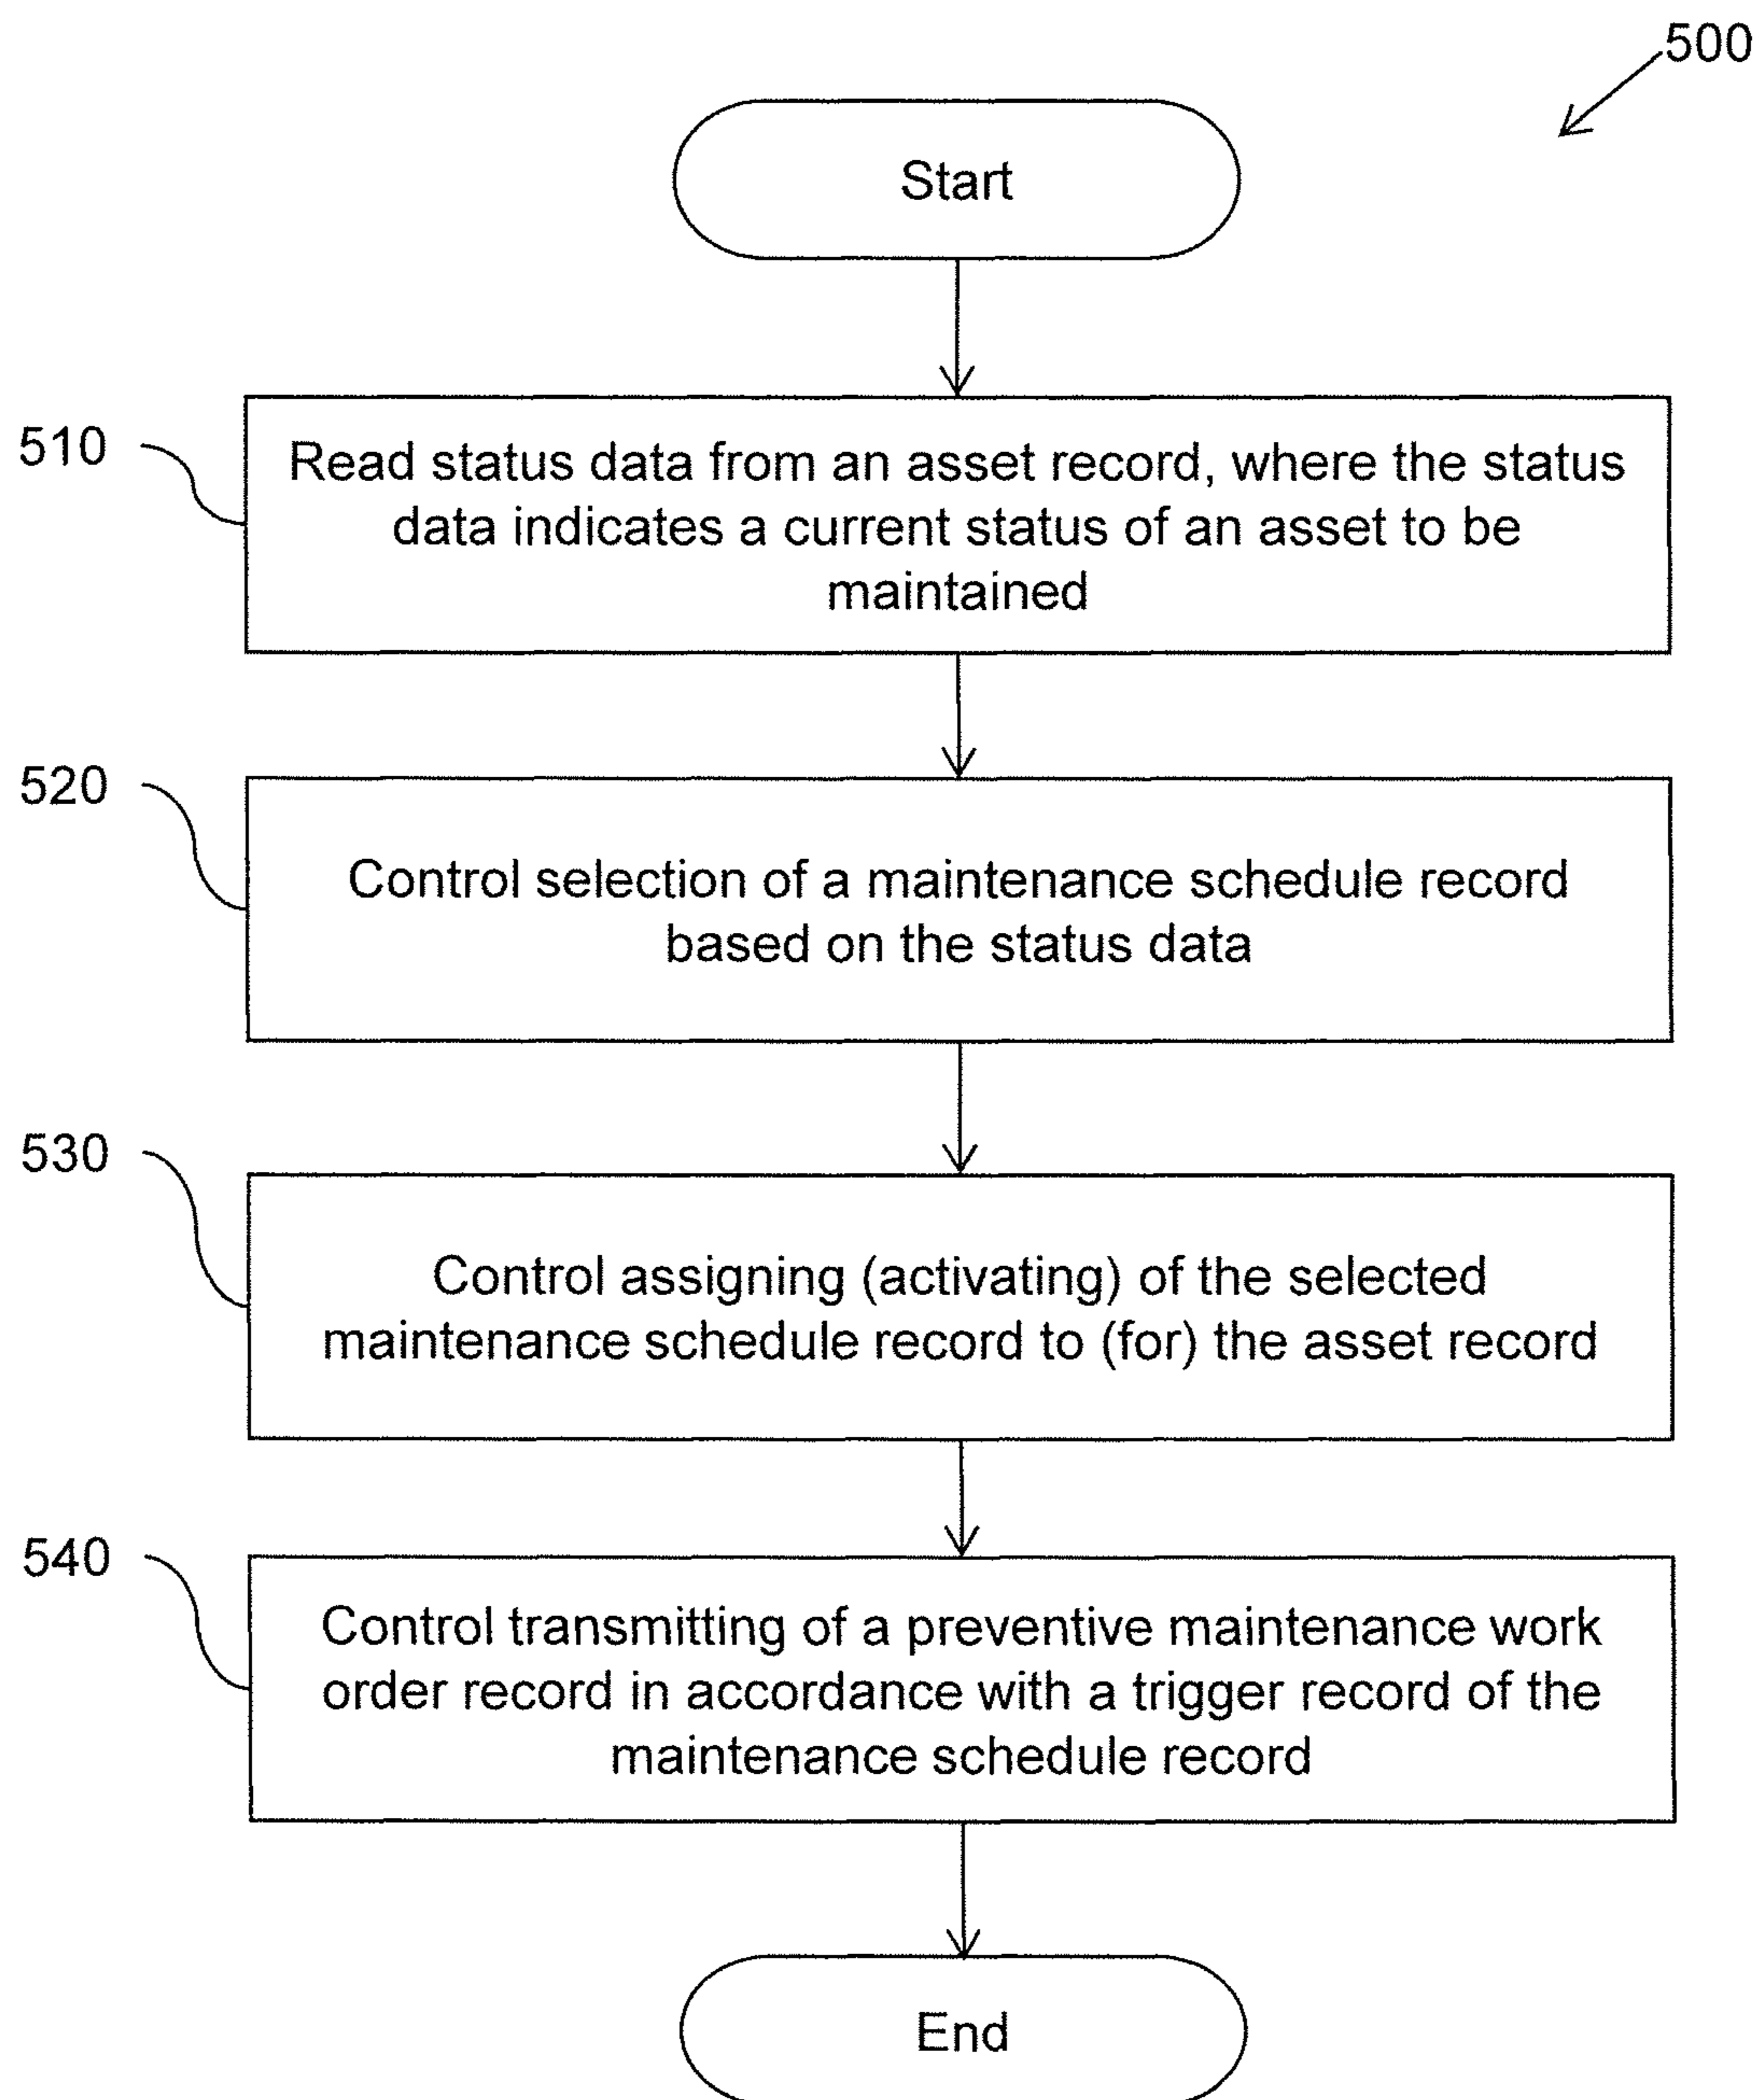 500
Start
510
Read status data from an asset record, where the status
data indicates a current status of an asset to be
maintained
520
Control selection of a maintenance schedule record
based on the status data
530
Control assigning (activating) of the selected
maintenance schedule record to (for) the asset record
540
Control transmitting of a preventive maintenance work
order record in accordance with a trigger record of the
maintenance schedule record
End